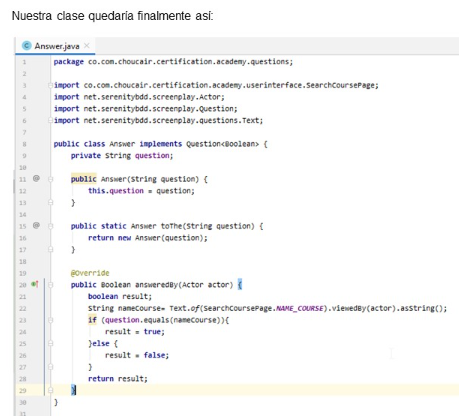 Nuestra clase quedaría finalmente así:
Answer.java
1 package co.com.choucair.certification.academy.questions;
2
3 import co.com.choucair.certification.academy.userinterface.SearchCoursePage;
4 import net.serenitybdd.screenplay.Actor;
5 import net.serenitybdd.screenplay.Question;
6 import net.serenitybdd.screenplay.questions.Text;
7
8 public class Answer implements Question<Boolean> {
9 private String question;
10
11 public Answer(String question) {
12 this.question = question;
13 }
14
15 public static Answer toThe(String question) {
16 return new Answer(question);
17 }
18
19 @Override
20 public Boolean answeredBy(Actor actor) {
21 boolean result;
22 String nameCourse= Text.of(SearchCoursePage.NAME_COURSE).viewedBy(actor).asString();
23 if (question.equals(nameCourse)){
24 result = true;
25 }else {
26 result = false;
27 }
28 return result;
29 }
30 }
31